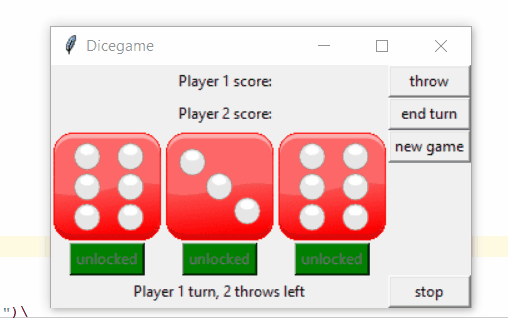 Dicegame
Player 1 score:
throw
Player 2 score:
end turn
new game
unlocked unlocked unlocked
Player 1 turn, 2 throws left
stop
")\